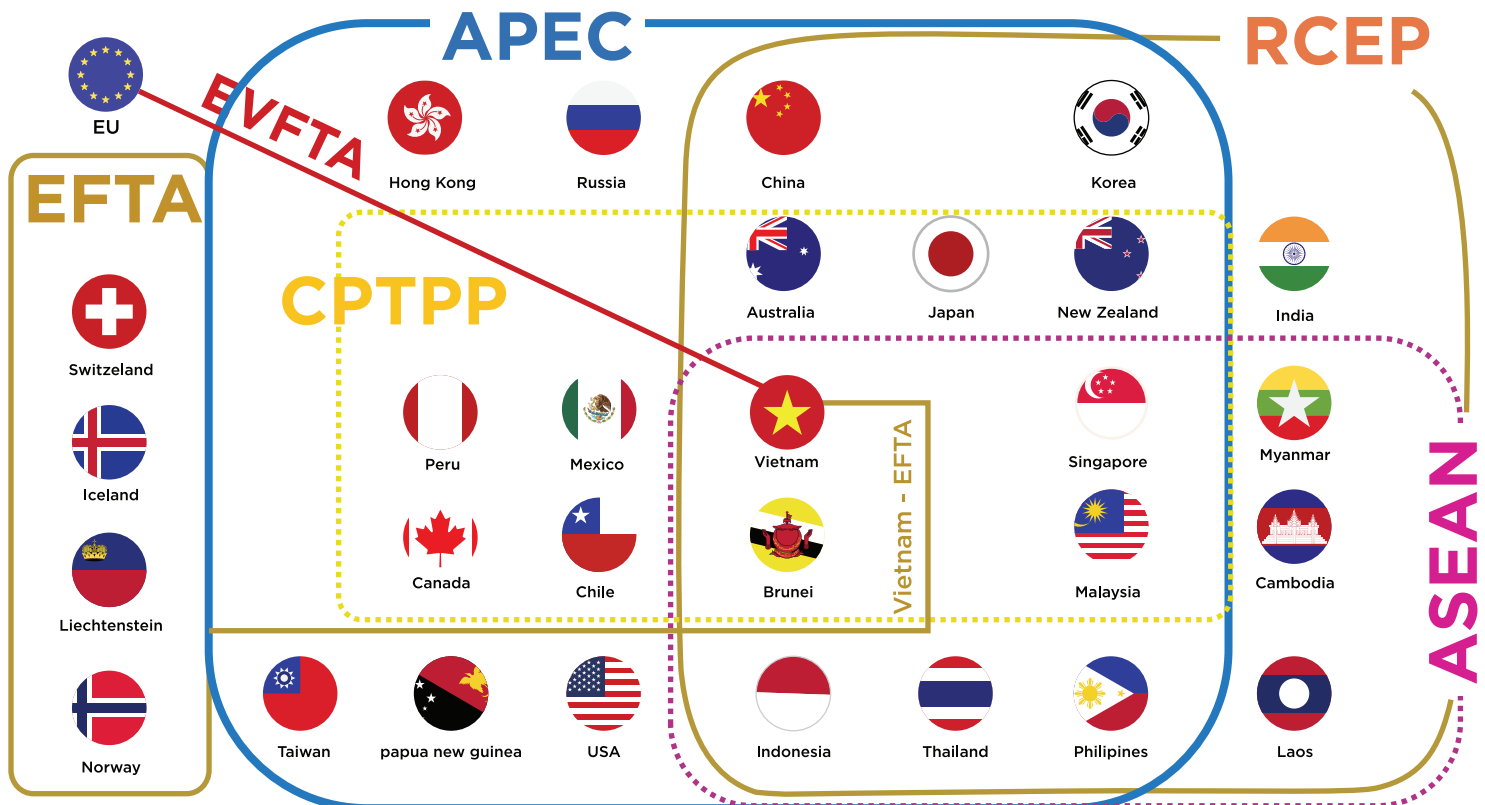 APEC
RCEP
EU
EVFTA
Hong Kong
Russia
China
Korea
EFTA
CPTPP
Australia
Japan
New Zealand
India
Switzeland
Peru
Mexico
Vietnam
Singapore
Myanmar
Iceland
Vietnam - EFTA
ASEAN
Canada
Chile
Brunei
Malaysia
Cambodia
Liechtenstein
Taiwan
papua new guinea
USA
Indonesia
Thailand
Philipines
Laos
Norway